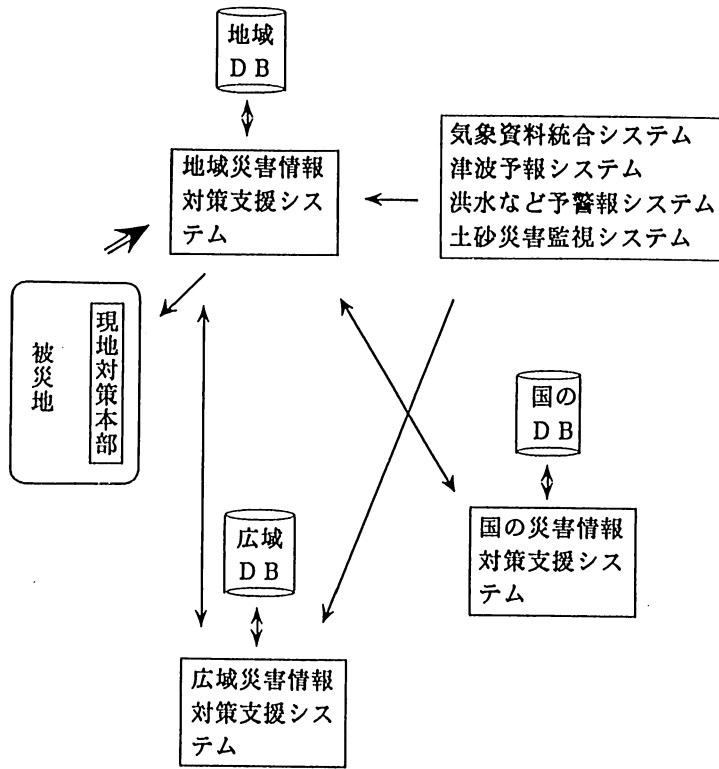 地域
DB
地域災害情報
対策支援シス
テム
気象資料統合システム
津波予報システム
洪水など予警報システム
土砂災害監視システム
被災地
現地対策本部
国の
DB
国の災害情報
対策支援シス
テム
広域
DB
広域災害情報
対策支援シス
テム